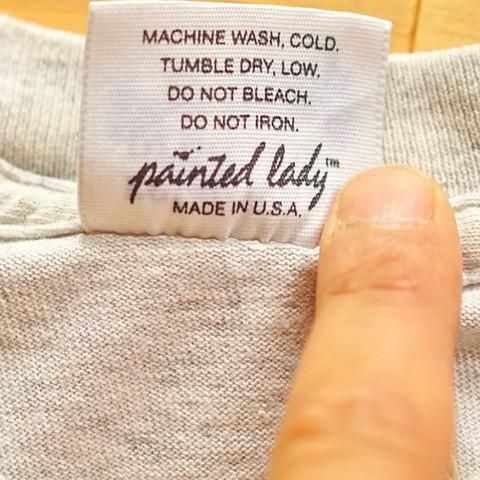 MACHINE WASH, COLD.
TUMBLE DRY, LOW.
DO NOT BLEACH.
DO NOT IRON.
painted lady™
MADE IN U.S.A.